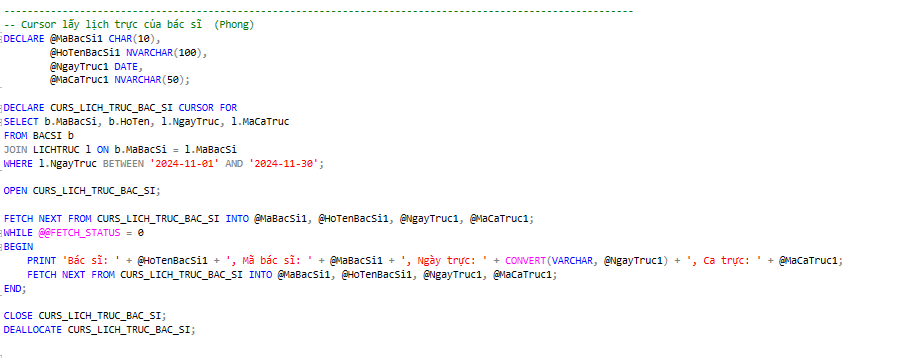 ------------------------------------------------------------------------------------------------------------
-- Cursor lấy lịch trực của bác sĩ  (Phong)
DECLARE @MaBacSi1 CHAR(10),
        @HoTenBacSi1 NVARCHAR(100),
        @NgayTruc1 DATE,
        @MaCaTruc1 NVARCHAR(50);
DECLARE CURS_LICH_TRUC_BAC_SI CURSOR FOR
SELECT b.MaBacSi, b.HoTen, l.NgayTruc, l.MaCaTruc
FROM BACSI b
JOIN LICHTRUC l ON b.MaBacSi = l.MaBacSi
WHERE l.NgayTruc BETWEEN '2024-11-01' AND '2024-11-30';
OPEN CURS_LICH_TRUC_BAC_SI;
FETCH NEXT FROM CURS_LICH_TRUC_BAC_SI INTO @MaBacSi1, @HoTenBacSi1, @NgayTruc1, @MaCaTruc1;
WHILE @@FETCH_STATUS = 0
BEGIN
    PRINT 'Bác sĩ: ' + @HoTenBacSi1 + ', Mã bác sĩ: ' + @MaBacSi1 + ', Ngày trực: ' + CONVERT(VARCHAR, @NgayTruc1) + ', Ca trực: ' + @MaCaTruc1;
    FETCH NEXT FROM CURS_LICH_TRUC_BAC_SI INTO @MaBacSi1, @HoTenBacSi1, @NgayTruc1, @MaCaTruc1;
END;
CLOSE CURS_LICH_TRUC_BAC_SI;
DEALLOCATE CURS_LICH_TRUC_BAC_SI;